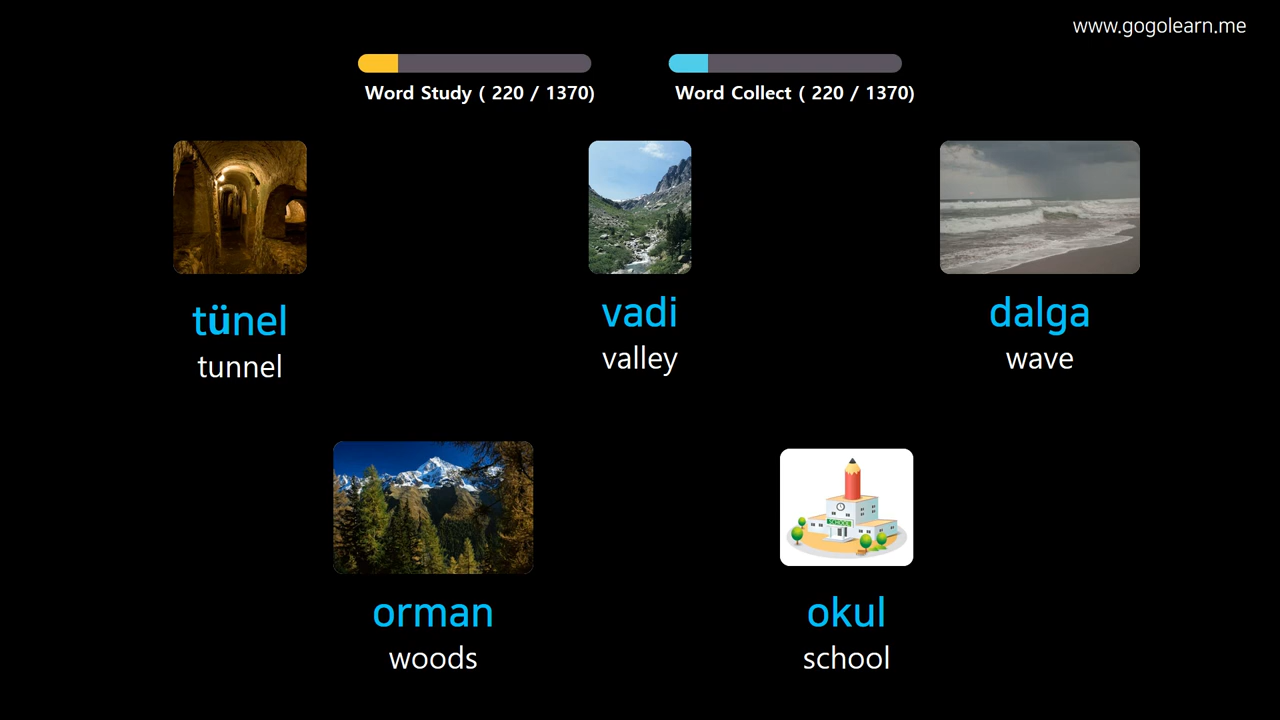 www.gogolearn.me
Word Study ( 220 / 1370)
Word Collect ( 220 / 1370)
tünel
tunnel
vadi
valley
dalga
wave
orman
woods
SCHOOL
okul
school